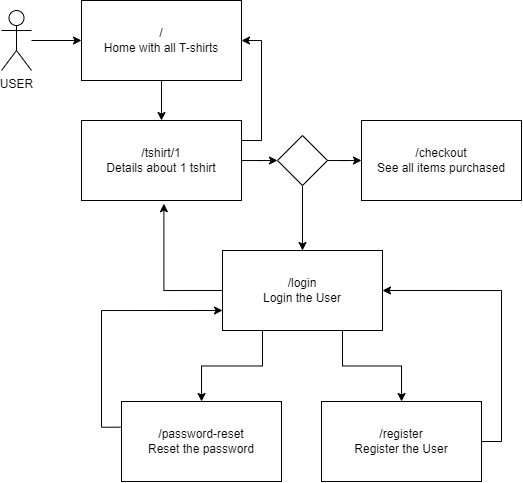 /
Home with all T-shirts
USER
/tshirt/1
Details about 1 tshirt
/checkout
See all items purchased
/login
Login the User
/password-reset
Reset the password
/register
Register the User